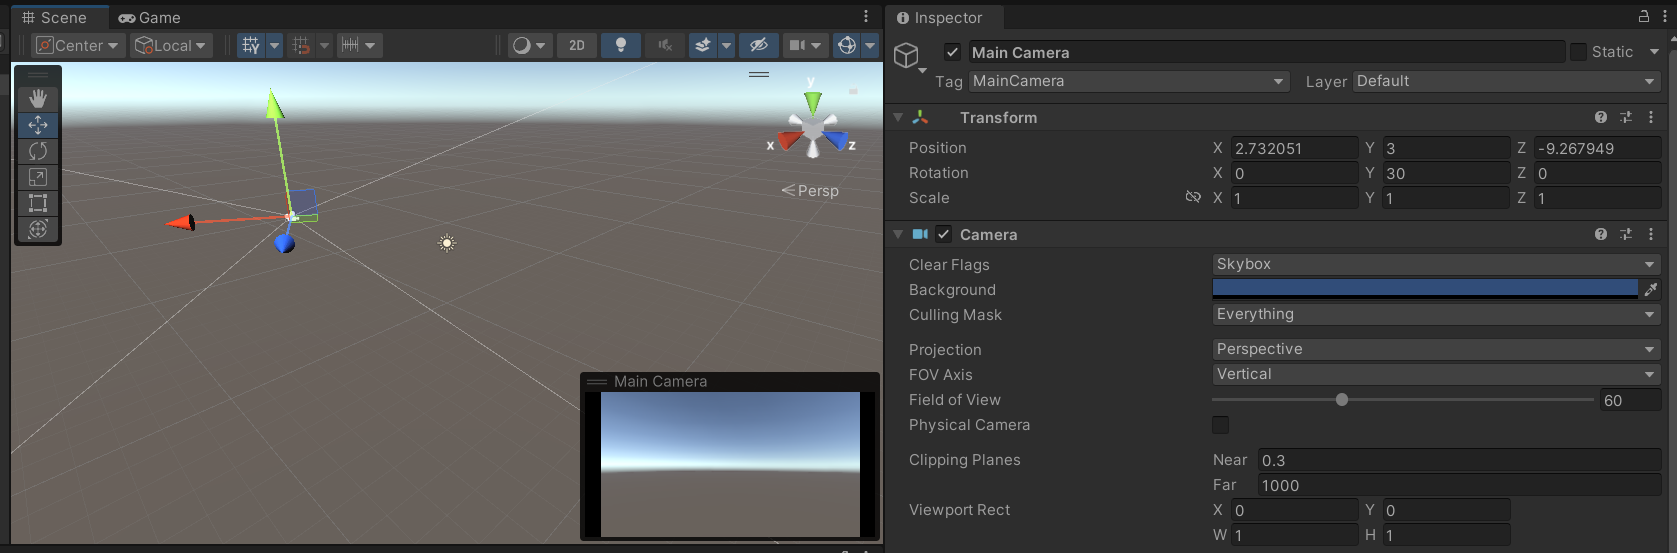 Scene Game
Center Local 2D
y
x z
Persp
Main Camera
Inspector
Main Camera Static
Tag MainCamera Layer Default
Transform
Position X 2.732051 Y 3 Z -9.267949
Rotation X 0 Y 30 Z 0
Scale X 1 Y 1 Z 1
Camera
Clear Flags Skybox
Background
Culling Mask Everything
Projection Perspective
FOV Axis Vertical
Field of View 60
Physical Camera
Clipping Planes Near 0.3
Far 1000
Viewport Rect X 0 Y 0
W 1 H 1